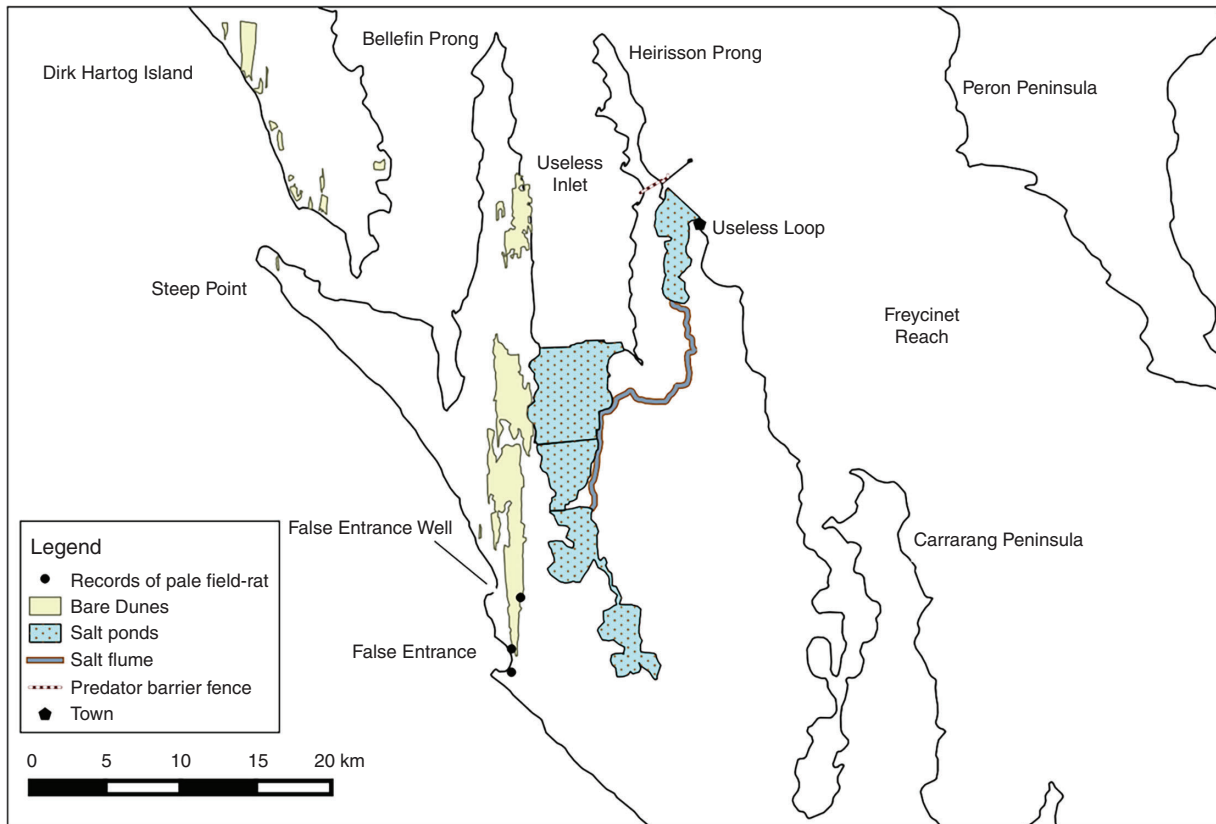 Bellefin Prong
Heirisson Prong
Dirk Hartog Island
Peron Peninsula
Useless
Inlet
Useless Loop
Steep Point
Freycinet
Reach
False Entrance Well
Carrarang Peninsula
False Entrance
Legend
Records of pale field-rat
Bare Dunes
Salt ponds
Salt flume
Predator barrier fence
Town
0 5 10 15 20 km